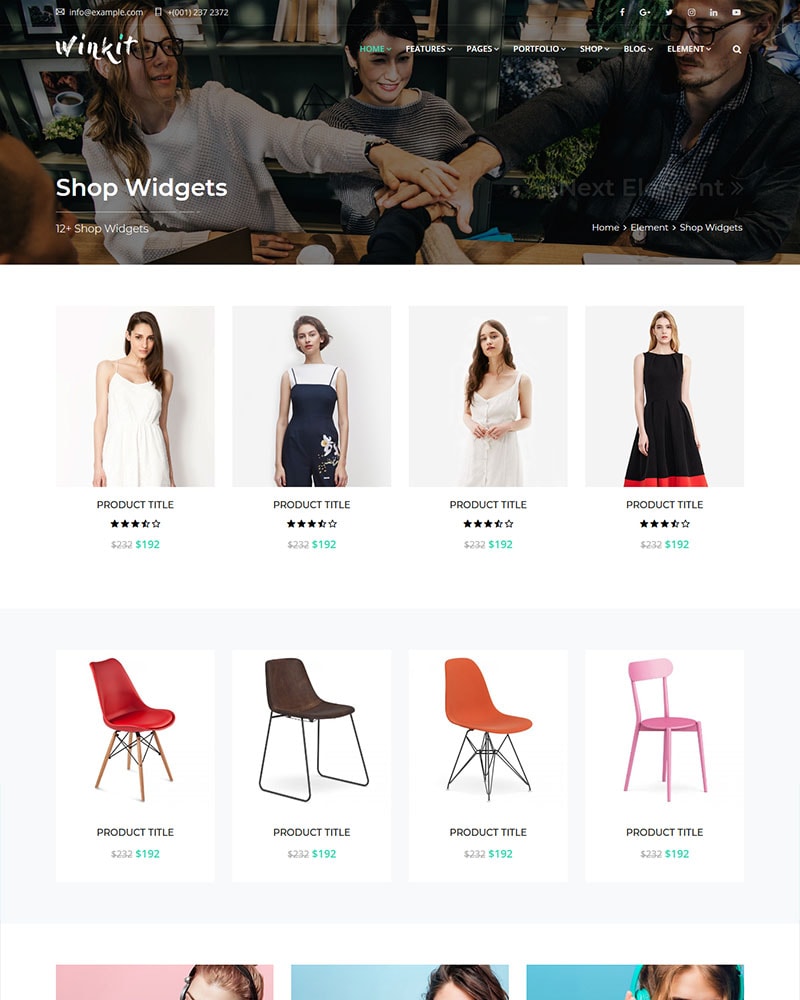 info@example.com +(001) 237 2372
winkit
HOME FEATURES PAGES PORTFOLIO SHOP BLOG ELEMENT
Shop Widgets
Next Element »
12+ Shop Widgets
Home > Element > Shop Widgets
PRODUCT TITLE PRODUCT TITLE PRODUCT TITLE PRODUCT TITLE
$232 $192 $232 $192 $232 $192 $232 $192
PRODUCT TITLE PRODUCT TITLE PRODUCT TITLE PRODUCT TITLE
$232 $192 $232 $192 $232 $192 $232 $192